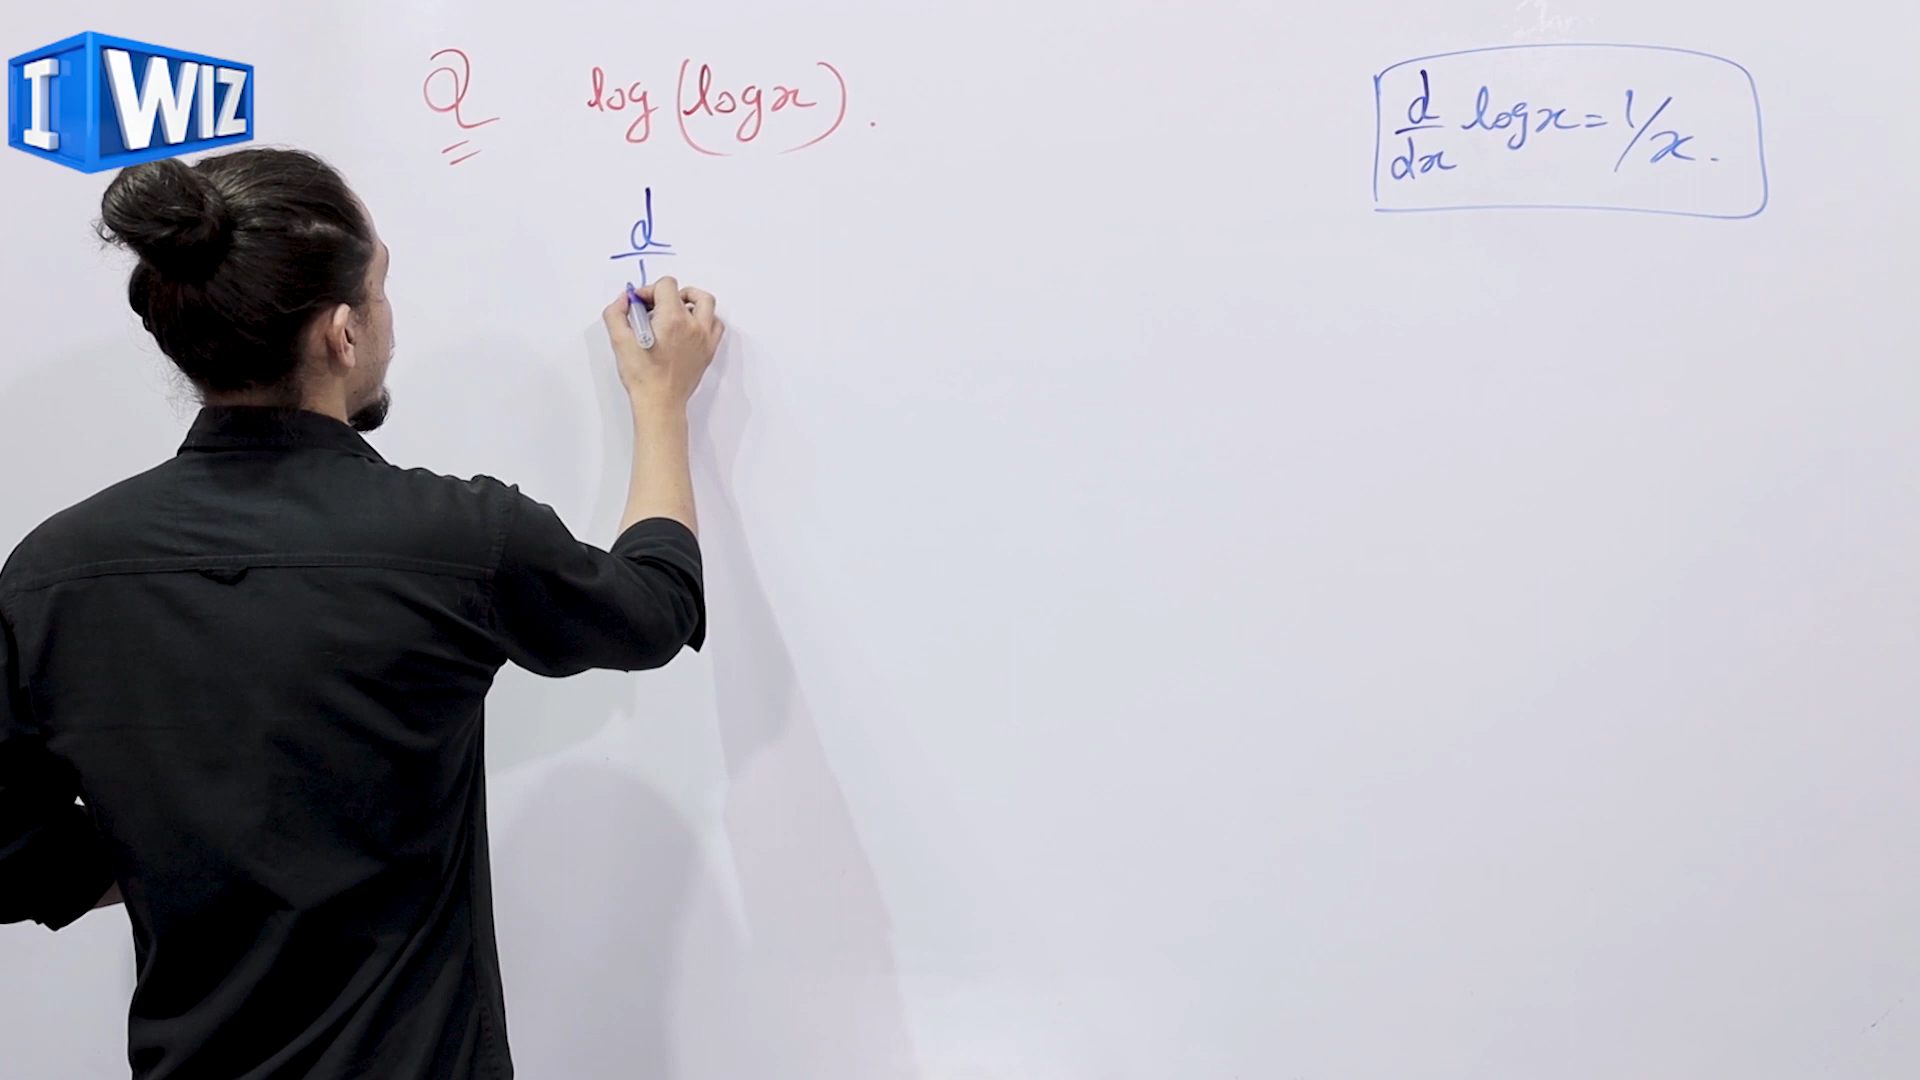 I WIZ
Q log(logx).
d/dx logx = 1/x.
d